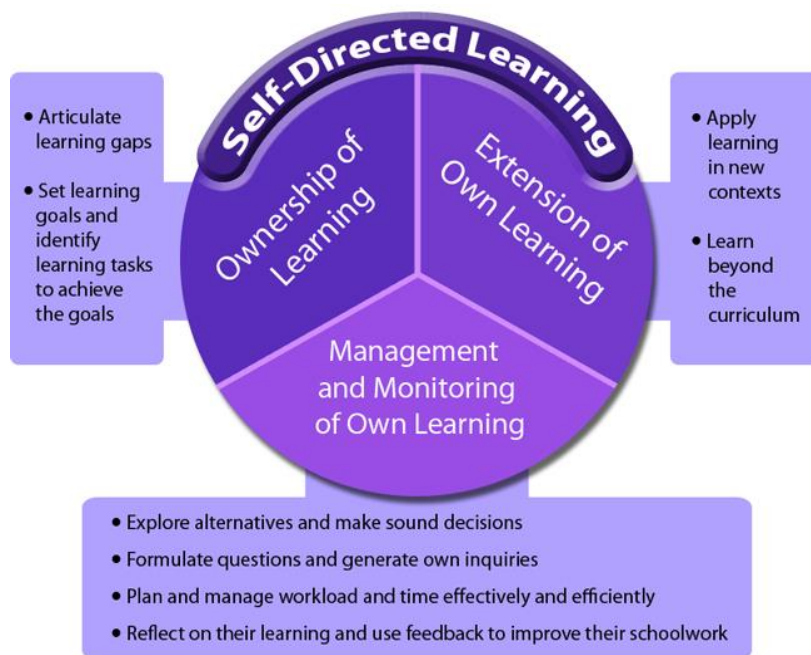 Self-Directed Learning
• Articulate
learning gaps
• Set learning
goals and
identify
learning tasks
to achieve
the goals
Ownership of
Learning
Extension of
Own Learning
• Apply
learning
in new
contexts
• Learn
beyond
the
curriculum
Management
and Monitoring
of Own Learning
• Explore alternatives and make sound decisions
• Formulate questions and generate own inquiries
• Plan and manage workload and time effectively and efficiently
• Reflect on their learning and use feedback to improve their schoolwork